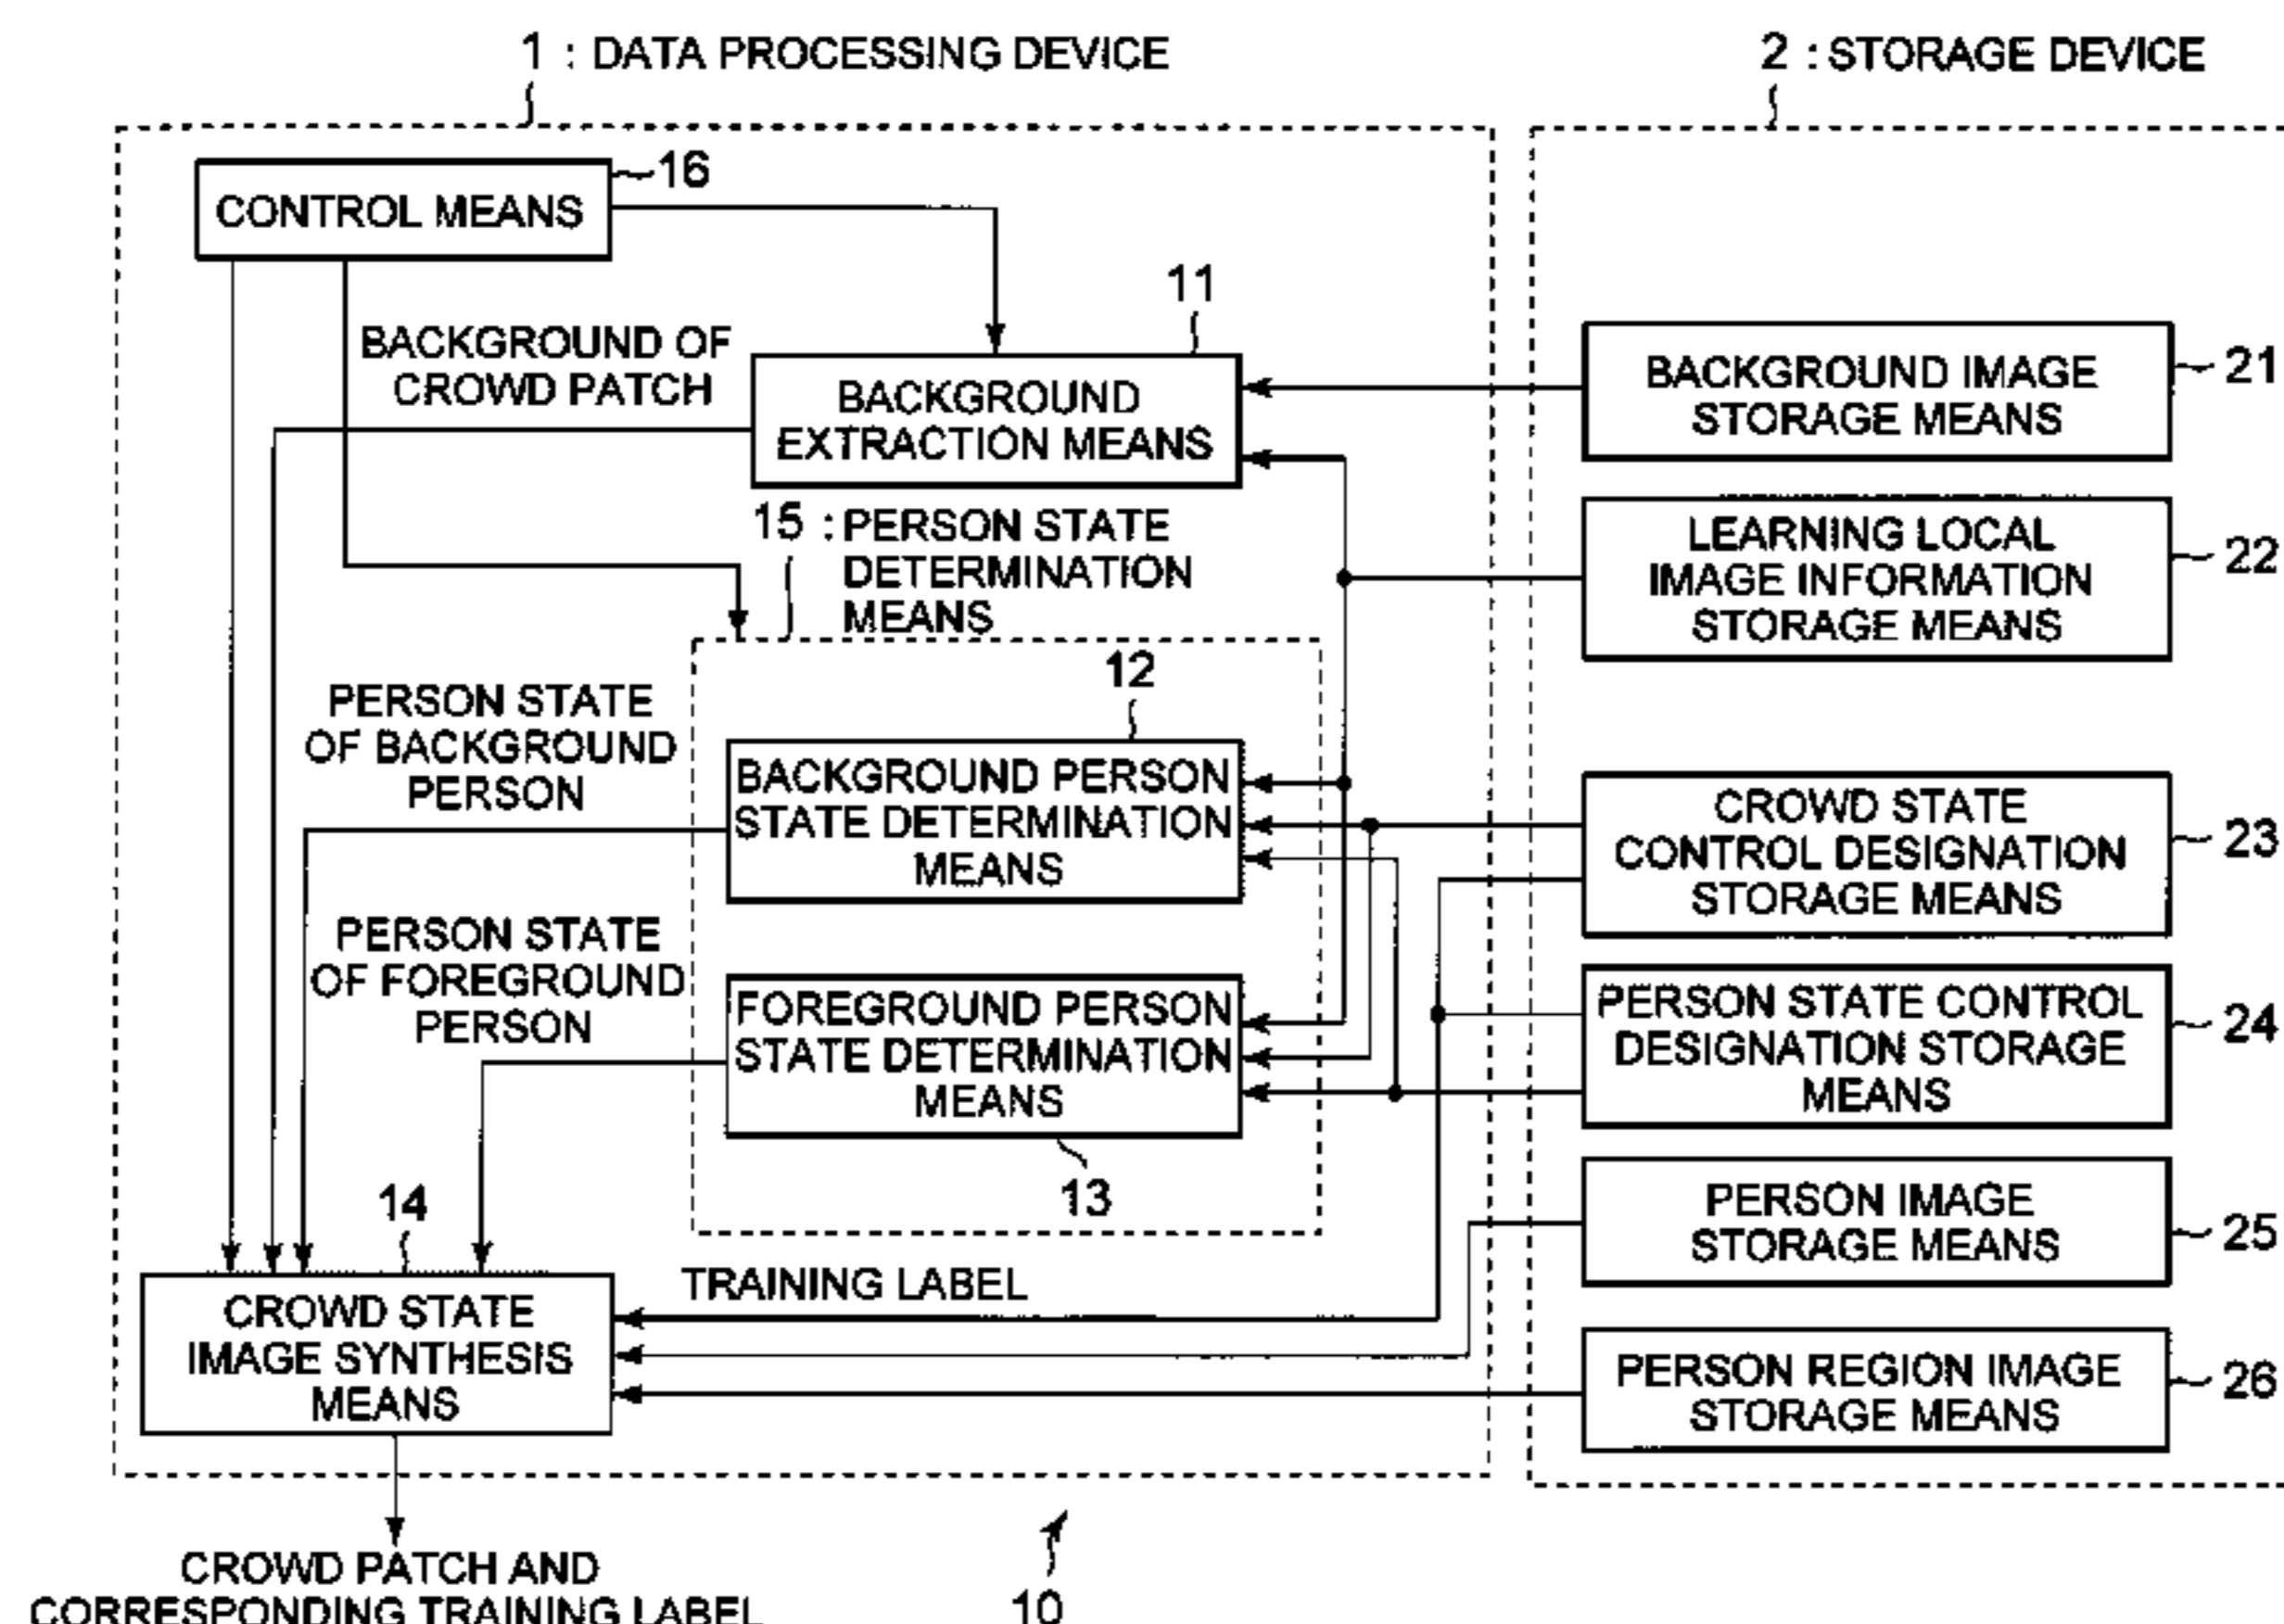 1 : DATA PROCESSING DEVICE
2 : STORAGE DEVICE
16
CONTROL MEANS
11
BACKGROUND OF
CROWD PATCH
BACKGROUND
EXTRACTION MEANS
BACKGROUND IMAGE
STORAGE MEANS
21
15 : PERSON STATE
DETERMINATION
MEANS
LEARNING LOCAL
IMAGE INFORMATION
STORAGE MEANS
22
12
PERSON STATE
OF BACKGROUND
PERSON
BACKGROUND PERSON
STATE DETERMINATION
MEANS
CROWD STATE
CONTROL DESIGNATION
STORAGE MEANS
23
PERSON STATE
OF FOREGROUND
PERSON
FOREGROUND PERSON
STATE DETERMINATION
MEANS
PERSON STATE CONTROL
DESIGNATION STORAGE
MEANS
24
13
14
PERSON IMAGE
STORAGE MEANS
25
TRAINING LABEL
CROWD STATE
IMAGE SYNTHESIS
MEANS
PERSON REGION IMAGE
STORAGE MEANS
26
CROWD PATCH AND
CORRESPONDING TRAINING LABEL
10